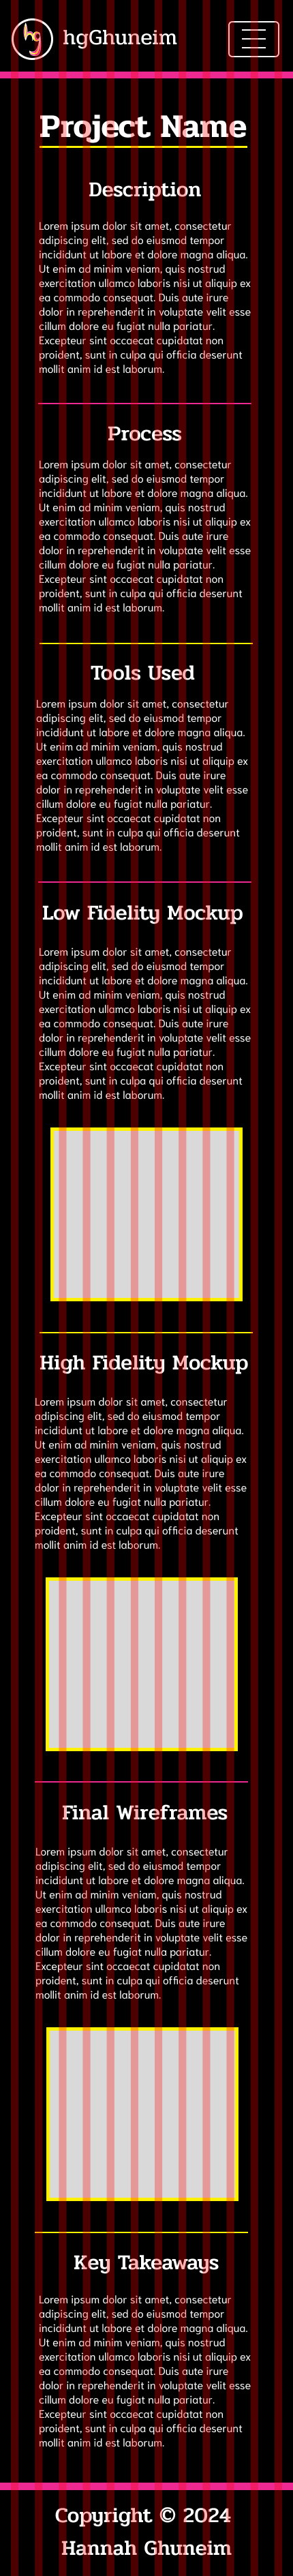 hg
hgGhuneim
Project Name
Description
Lorem ipsum dolor sit amet, consectetur
adipiscing elit, sed do eiusmod tempor
incididunt ut labore et dolore magna aliqua.
Ut enim ad minim veniam, quis nostrud
exercitation ullamco laboris nisi ut aliquip ex
ea commodo consequat. Duis aute irure
dolor in reprehenderit in voluptate velit esse
cillum dolore eu fugiat nulla pariatur.
Excepteur sint occaecat cupidatat non
proident, sunt in culpa qui officia deserunt
mollit anim id est laborum.
Process
Lorem ipsum dolor sit amet, consectetur
adipiscing elit, sed do eiusmod tempor
incididunt ut labore et dolore magna aliqua.
Ut enim ad minim veniam, quis nostrud
exercitation ullamco laboris nisi ut aliquip ex
ea commodo consequat. Duis aute irure
dolor in reprehenderit in voluptate velit esse
cillum dolore eu fugiat nulla pariatur.
Excepteur sint occaecat cupidatat non
proident, sunt in culpa qui officia deserunt
mollit anim id est laborum.
Tools Used
Lorem ipsum dolor sit amet, consectetur
adipiscing elit, sed do eiusmod tempor
incididunt ut labore et dolore magna aliqua.
Ut enim ad minim veniam, quis nostrud
exercitation ullamco laboris nisi ut aliquip ex
ea commodo consequat. Duis aute irure
dolor in reprehenderit in voluptate velit esse
cillum dolore eu fugiat nulla pariatur.
Excepteur sint occaecat cupidatat non
proident, sunt in culpa qui officia deserunt
mollit anim id est laborum.
Low Fidelity Mockup
Lorem ipsum dolor sit amet, consectetur
adipiscing elit, sed do eiusmod tempor
incididunt ut labore et dolore magna aliqua.
Ut enim ad minim veniam, quis nostrud
exercitation ullamco laboris nisi ut aliquip ex
ea commodo consequat. Duis aute irure
dolor in reprehenderit in voluptate velit esse
cillum dolore eu fugiat nulla pariatur.
Excepteur sint occaecat cupidatat non
proident, sunt in culpa qui officia deserunt
mollit anim id est laborum.
High Fidelity Mockup
Lorem ipsum dolor sit amet, consectetur
adipiscing elit, sed do eiusmod tempor
incididunt ut labore et dolore magna aliqua.
Ut enim ad minim veniam, quis nostrud
exercitation ullamco laboris nisi ut aliquip ex
ea commodo consequat. Duis aute irure
dolor in reprehenderit in voluptate velit esse
cillum dolore eu fugiat nulla pariatur.
Excepteur sint occaecat cupidatat non
proident, sunt in culpa qui officia deserunt
mollit anim id est laborum.
Final Wireframes
Lorem ipsum dolor sit amet, consectetur
adipiscing elit, sed do eiusmod tempor
incididunt ut labore et dolore magna aliqua.
Ut enim ad minim veniam, quis nostrud
exercitation ullamco laboris nisi ut aliquip ex
ea commodo consequat. Duis aute irure
dolor in reprehenderit in voluptate velit esse
cillum dolore eu fugiat nulla pariatur.
Excepteur sint occaecat cupidatat non
proident, sunt in culpa qui officia deserunt
mollit anim id est laborum.
Key Takeaways
Lorem ipsum dolor sit amet, consectetur
adipiscing elit, sed do eiusmod tempor
incididunt ut labore et dolore magna aliqua.
Ut enim ad minim veniam, quis nostrud
exercitation ullamco laboris nisi ut aliquip ex
ea commodo consequat. Duis aute irure
dolor in reprehenderit in voluptate velit esse
cillum dolore eu fugiat nulla pariatur.
Excepteur sint occaecat cupidatat non
proident, sunt in culpa qui officia deserunt
mollit anim id est laborum.
Copyright © 2024
Hannah Ghuneim